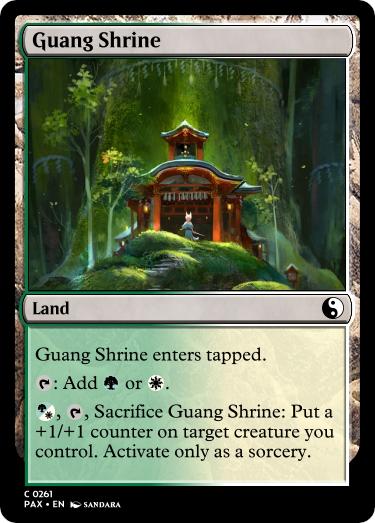 Guang Shrine
Land
Guang Shrine enters tapped.
: Add or .
, , Sacrifice Guang Shrine: Put a
+1/+1 counter on target creature you
control. Activate only as a sorcery.
C 0261
PAX • EN SANDARA